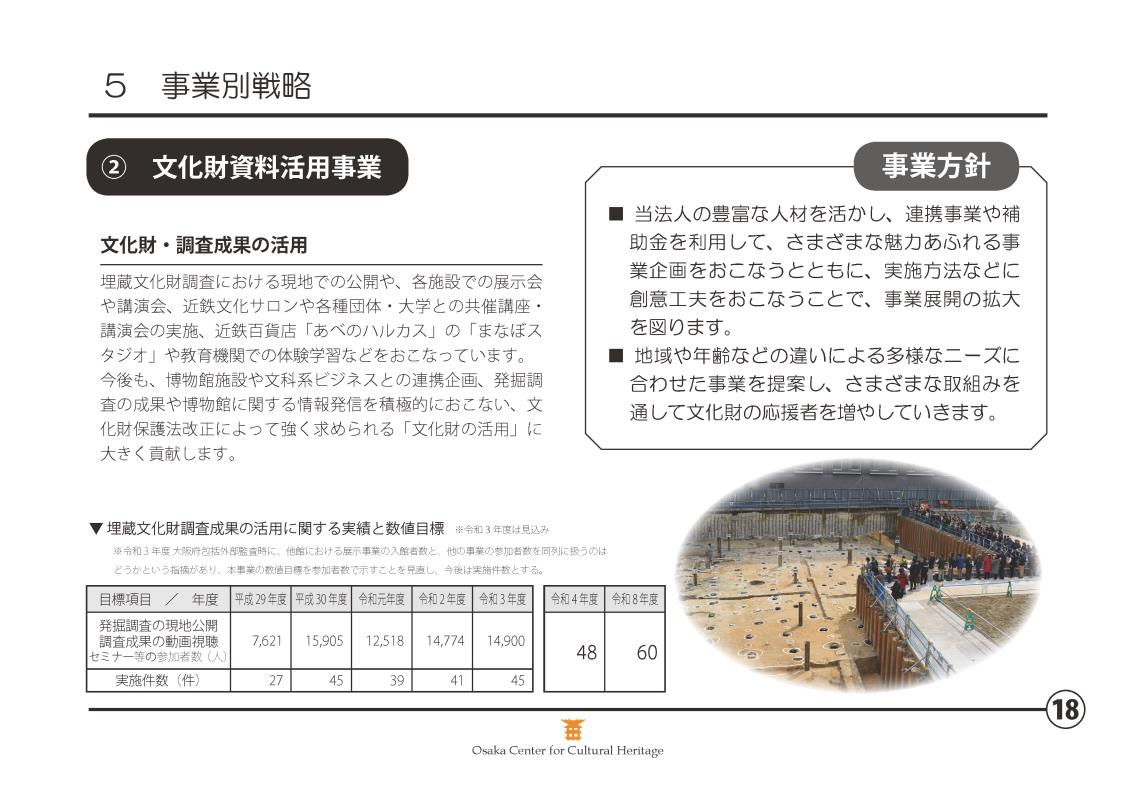 5　事業別戦略
②　文化財資料活用事業
文化財・調査成果の活用
埋蔵文化財調査における現地での公開や、各施設での展示会
や講演会、近鉄文化サロンや各種団体・大学との共催講座・
講演会の実施、近鉄百貨店「あべのハルカス」の「まなぼス
タジオ」や教育機関での体験学習などをおこなっています。
今後も、博物館施設や文科系ビジネスとの連携企画、発掘調
査の成果や博物館に関する情報発信を積極的におこない、文
化財保護法改正によって強く求められる「文化財の活用」に
大きく貢献します。
事業方針
■ 当法人の豊富な人材を活かし、連携事業や補
助金を利用して、さまざまな魅力あふれる事
業企画をおこなうとともに、実施方法などに
創意工夫をおこなうことで、事業展開の拡大
を図ります。
■ 地域や年齢などの違いによる多様なニーズに
合わせた事業を提案し、さまざまな取組みを
通して文化財の応援者を増やしていきます。
▼埋蔵文化財調査成果の活用に関する実績と数値目標　※令和3年度は見込み
※令和3年度大阪府包括外部監査時に、他館における展示事業の入館者数と、他の事業の参加者数を同列に扱うのは
どうかという指摘があり、本事業の数値目標を参加者数で示すことを見直し、今後は実施件数とする。
目標項目　／　年度　平成29年度　平成30年度　令和元年度　令和2年度　令和3年度　令和4年度　令和8年度
発掘調査の現地公開
調査成果の動画視聴　7,621　15,905　12,518　14,774　14,900　48　60
セミナー等の参加者数（人）
実施件数（件）　27　45　39　41　45
18
Osaka Center for Cultural Heritage